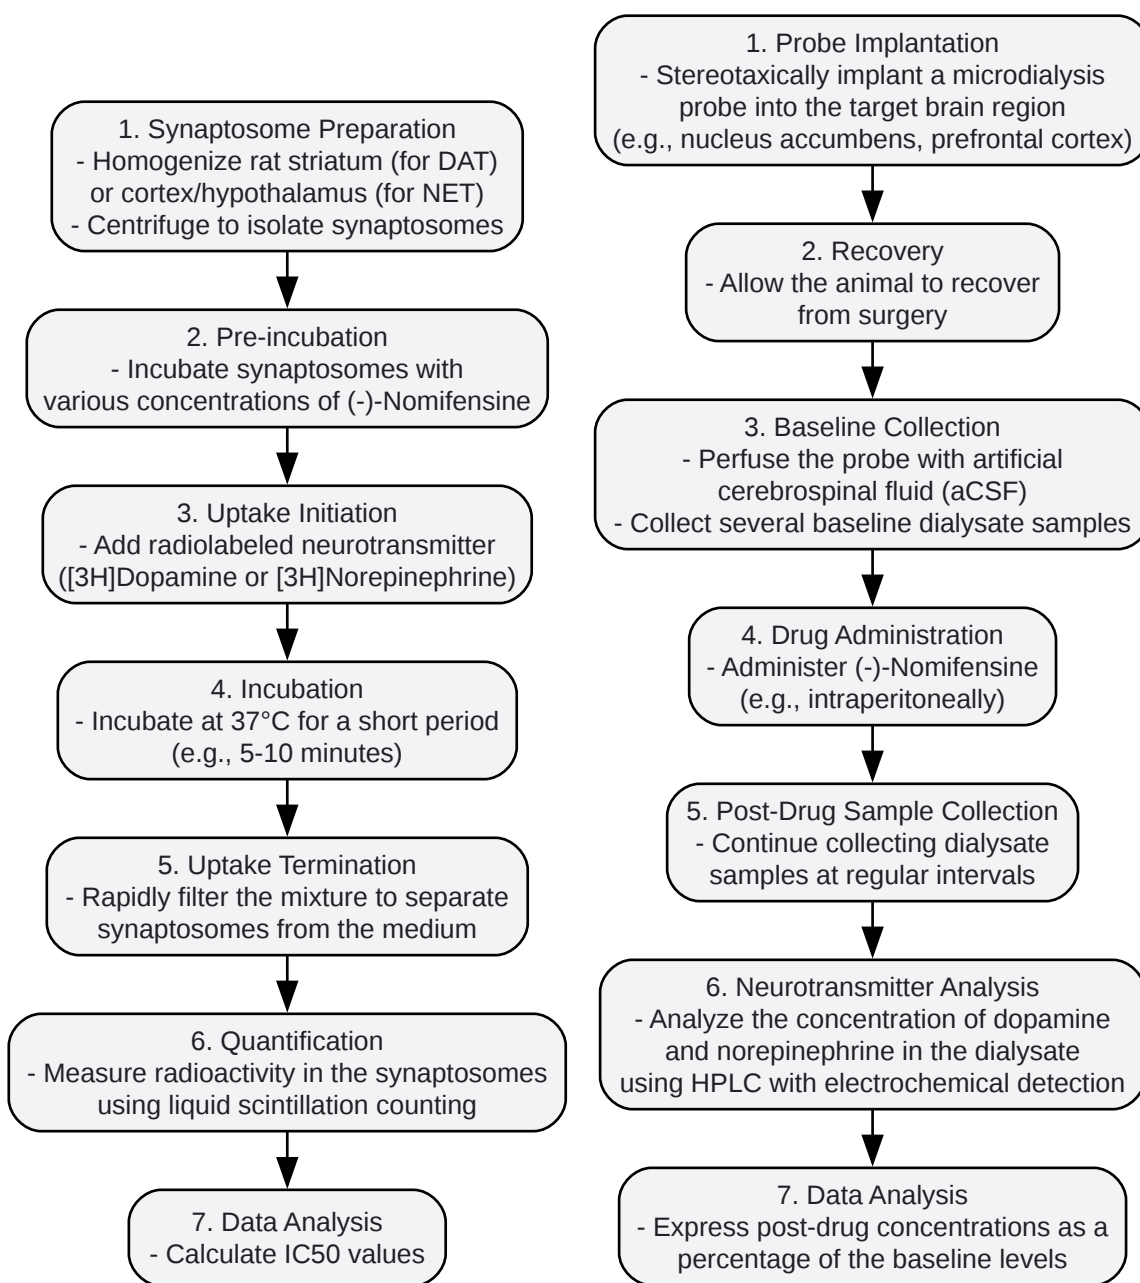 1. Synaptosome Preparation
- Homogenize rat striatum (for DAT)
or cortex/hypothalamus (for NET)
- Centrifuge to isolate synaptosomes
2. Pre-incubation
- Incubate synaptosomes with
various concentrations of (-)-Nomifensine
3. Uptake Initiation
- Add radiolabeled neurotransmitter
([3H]Dopamine or [3H]Norepinephrine)
4. Incubation
- Incubate at 37°C for a short period
(e.g., 5-10 minutes)
5. Uptake Termination
- Rapidly filter the mixture to separate
synaptosomes from the medium
6. Quantification
- Measure radioactivity in the synaptosomes
using liquid scintillation counting
7. Data Analysis
- Calculate IC50 values
1. Probe Implantation
- Stereotaxically implant a microdialysis
probe into the target brain region
(e.g., nucleus accumbens, prefrontal cortex)
2. Recovery
- Allow the animal to recover
from surgery
3. Baseline Collection
- Perfuse the probe with artificial
cerebrospinal fluid (aCSF)
- Collect several baseline dialysate samples
4. Drug Administration
- Administer (-)-Nomifensine
(e.g., intraperitoneally)
5. Post-Drug Sample Collection
- Continue collecting dialysate
samples at regular intervals
6. Neurotransmitter Analysis
- Analyze the concentration of dopamine
and norepinephrine in the dialysate
using HPLC with electrochemical detection
7. Data Analysis
- Express post-drug concentrations as a
percentage of the baseline levels